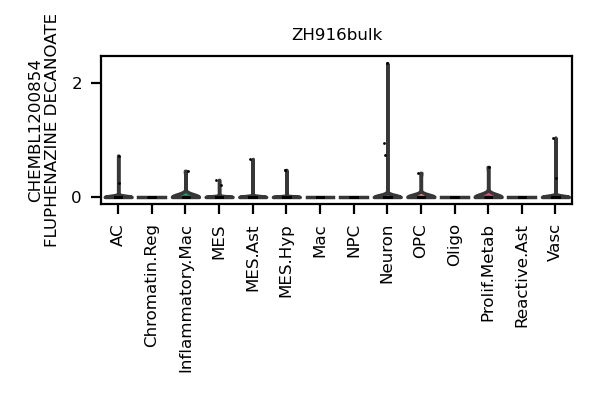 ZH916bulk
CHEMBL1200854
FLUPHENAZINE DECANOATE
2
0
AC
Chromatin.Reg
Inflammatory.Mac
MES
MES.Ast
MES.Hyp
Mac
NPC
Neuron
OPC
Oligo
Prolif.Metab
Reactive.Ast
Vasc